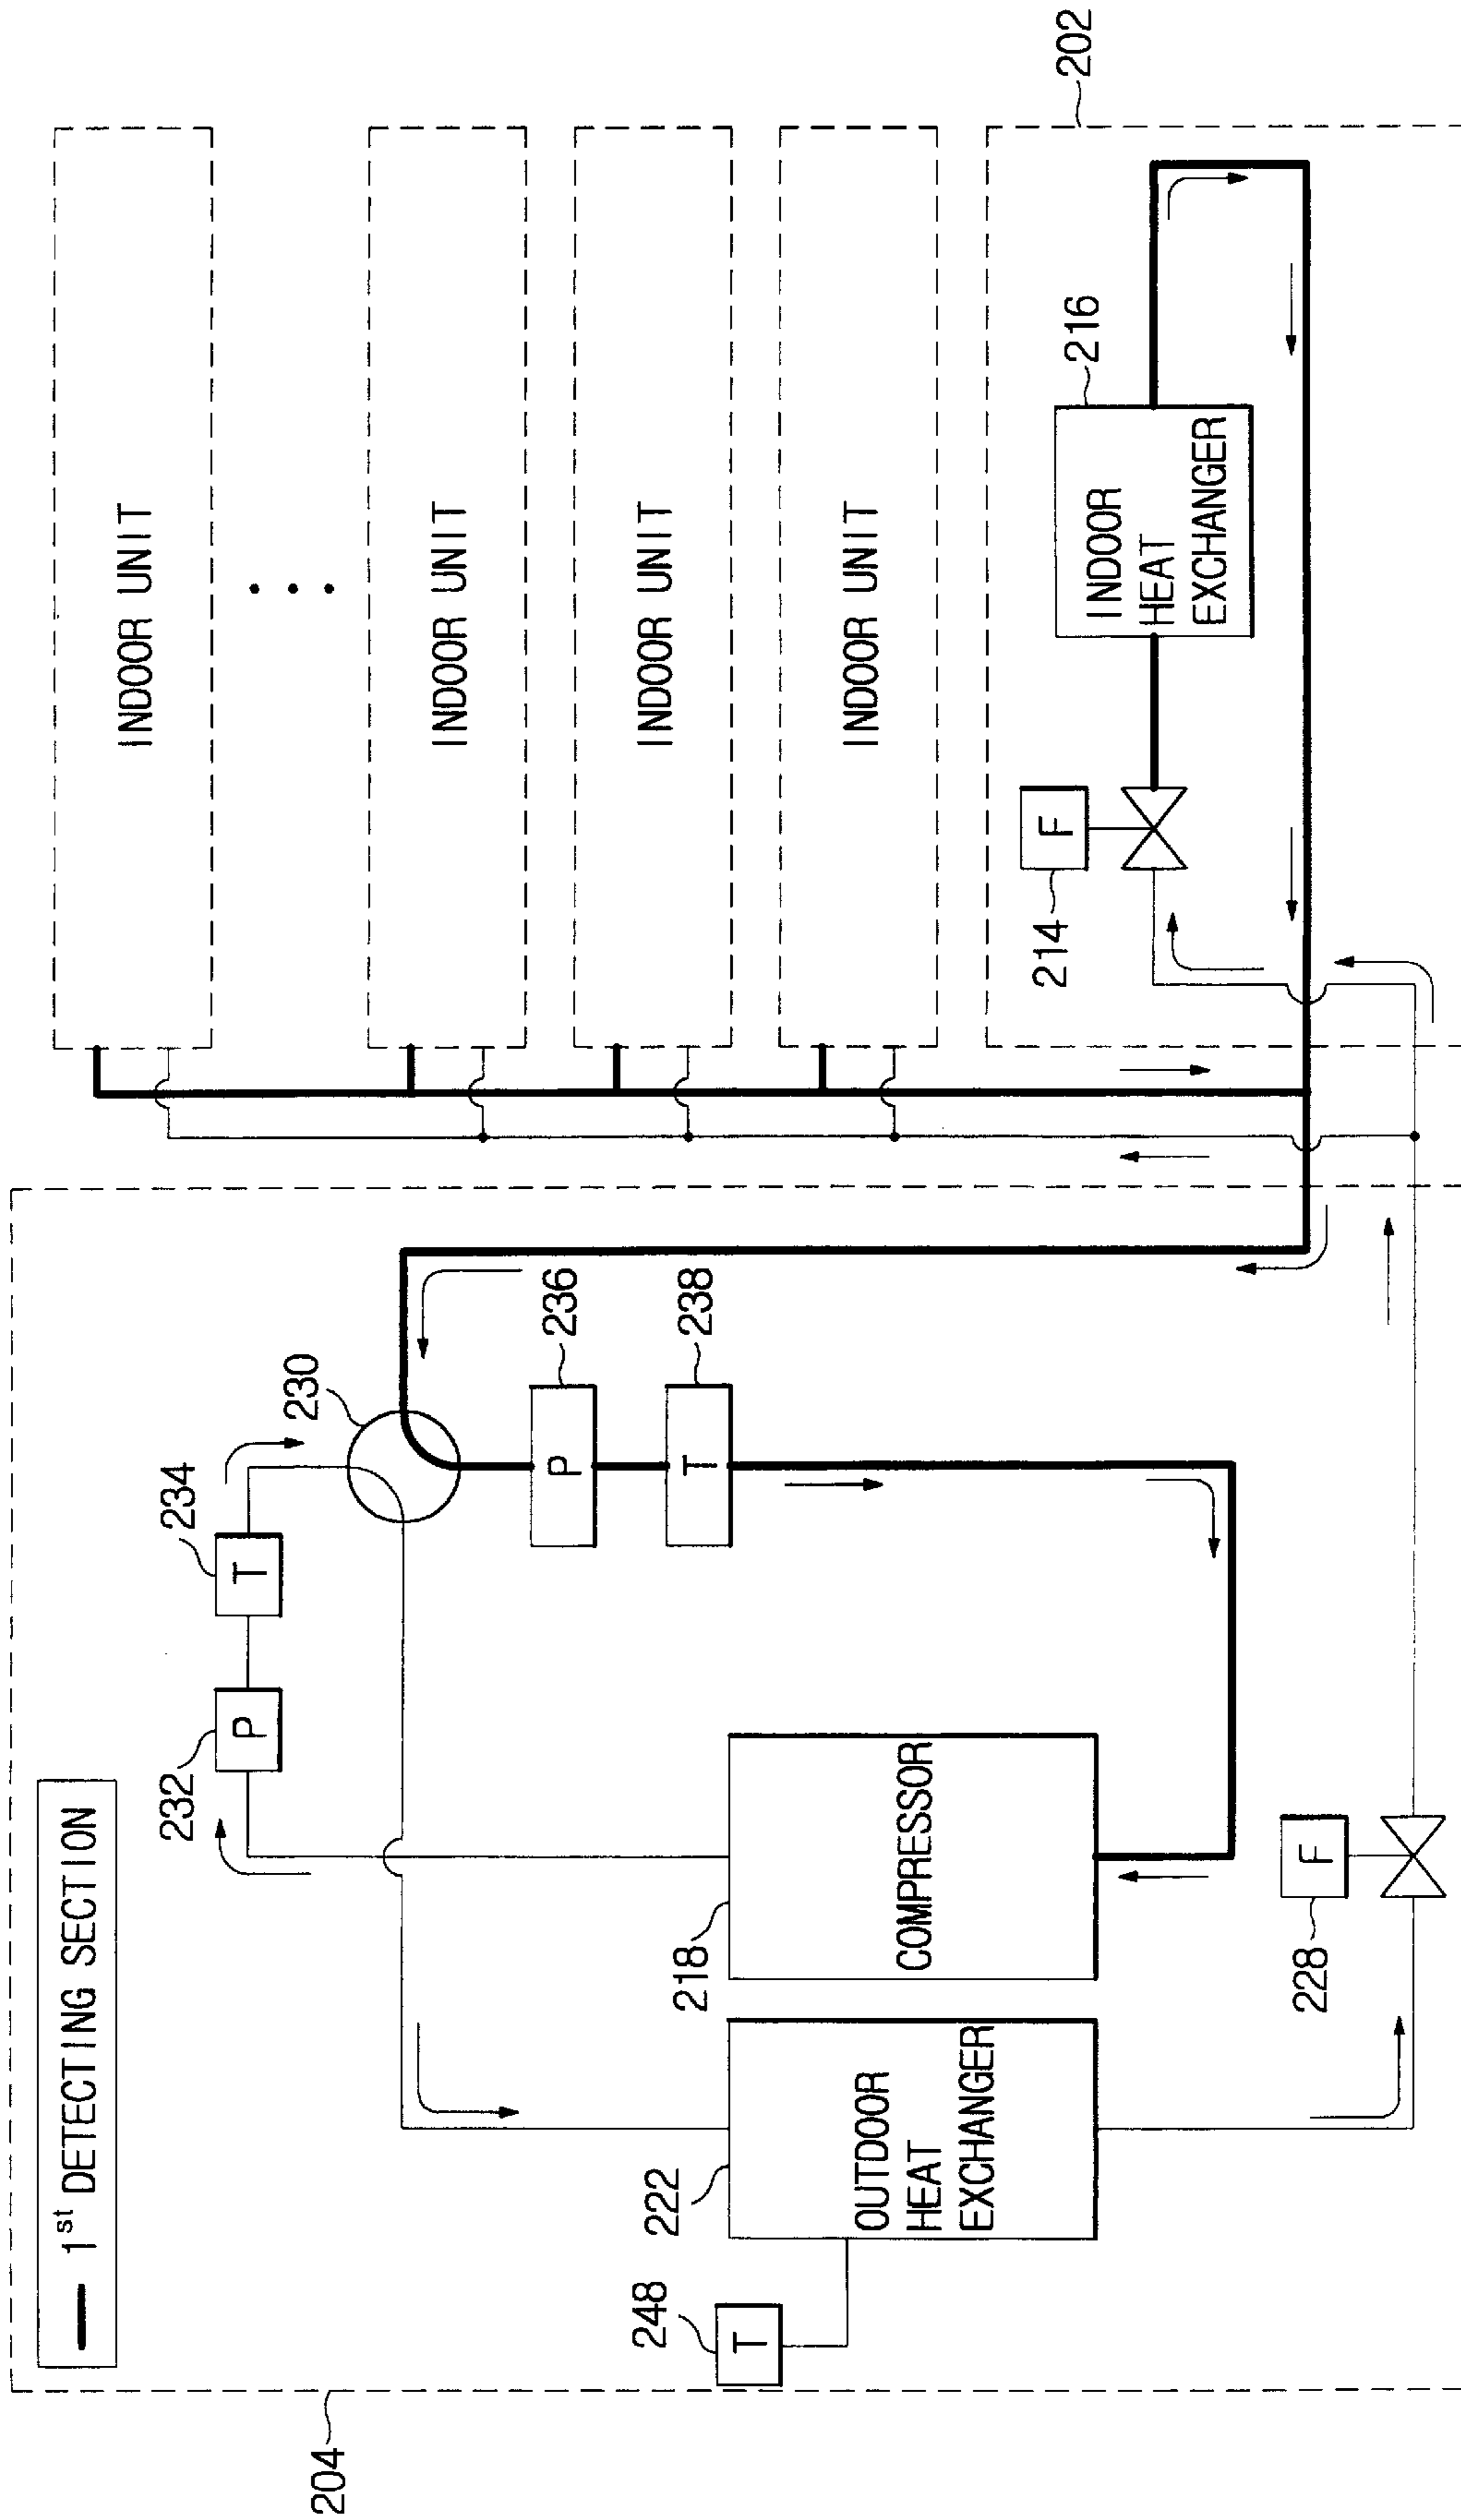 1st DETECTING SECTION
204
232
P
234
T
230
236
P
238
T
218
COMPRESSOR
222
OUTDOOR
HEAT
EXCHANGER
248
T
228
F
INDOOR UNIT
INDOOR UNIT
INDOOR UNIT
INDOOR UNIT
202
214
F
216
INDOOR
HEAT
EXCHANGER